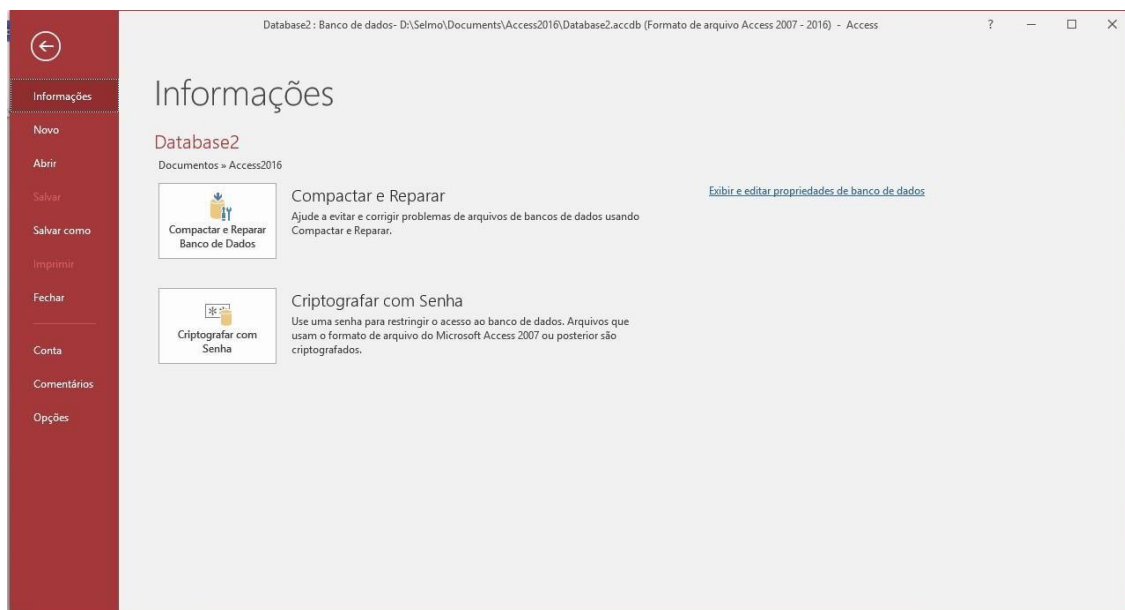 Database2 : Banco de dados- D:\Selmo\Documents\Access2016\Database2.accdb (Formato de arquivo Access 2007 - 2016) - Access
?
Informações
Novo
Abrir
Salvar
Salvar como
Imprimir
Fechar
Conta
Comentários
Opções
Informações
Database2
Documentos » Access2016
Compactar e Reparar
Banco de Dados
Compactar e Reparar
Ajude a evitar e corrigir problemas de arquivos de bancos de dados usando
Compactar e Reparar.
Criptografar com
Senha
Criptografar com Senha
Use uma senha para restringir o acesso ao banco de dados. Arquivos que
usam o formato de arquivo do Microsoft Access 2007 ou posterior são
criptografados.
Exibir e editar propriedades de banco de dados